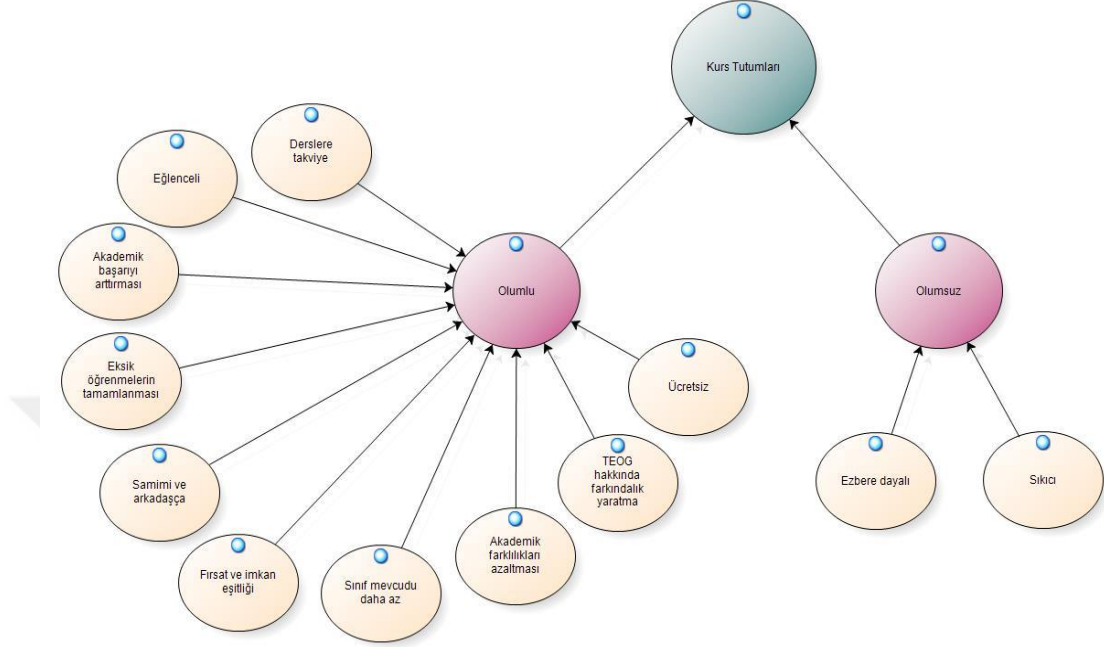 Kurs Tutumları
Derslere
takviye
Eğlenceli
Akademik
başarıyı
arttırması
Olumlu
Olumsuz
Eksik
öğrenmelerin
tamamlanması
Ücretsiz
TEOG
hakkında
farkındalık
yaratma
Ezbere dayalı
Sıkıcı
Samimi ve
arkadaşça
Akademik
farklılıkları
azaltması
Fırsat ve imkan
eşitliği
Sınıf mevcudu
daha az